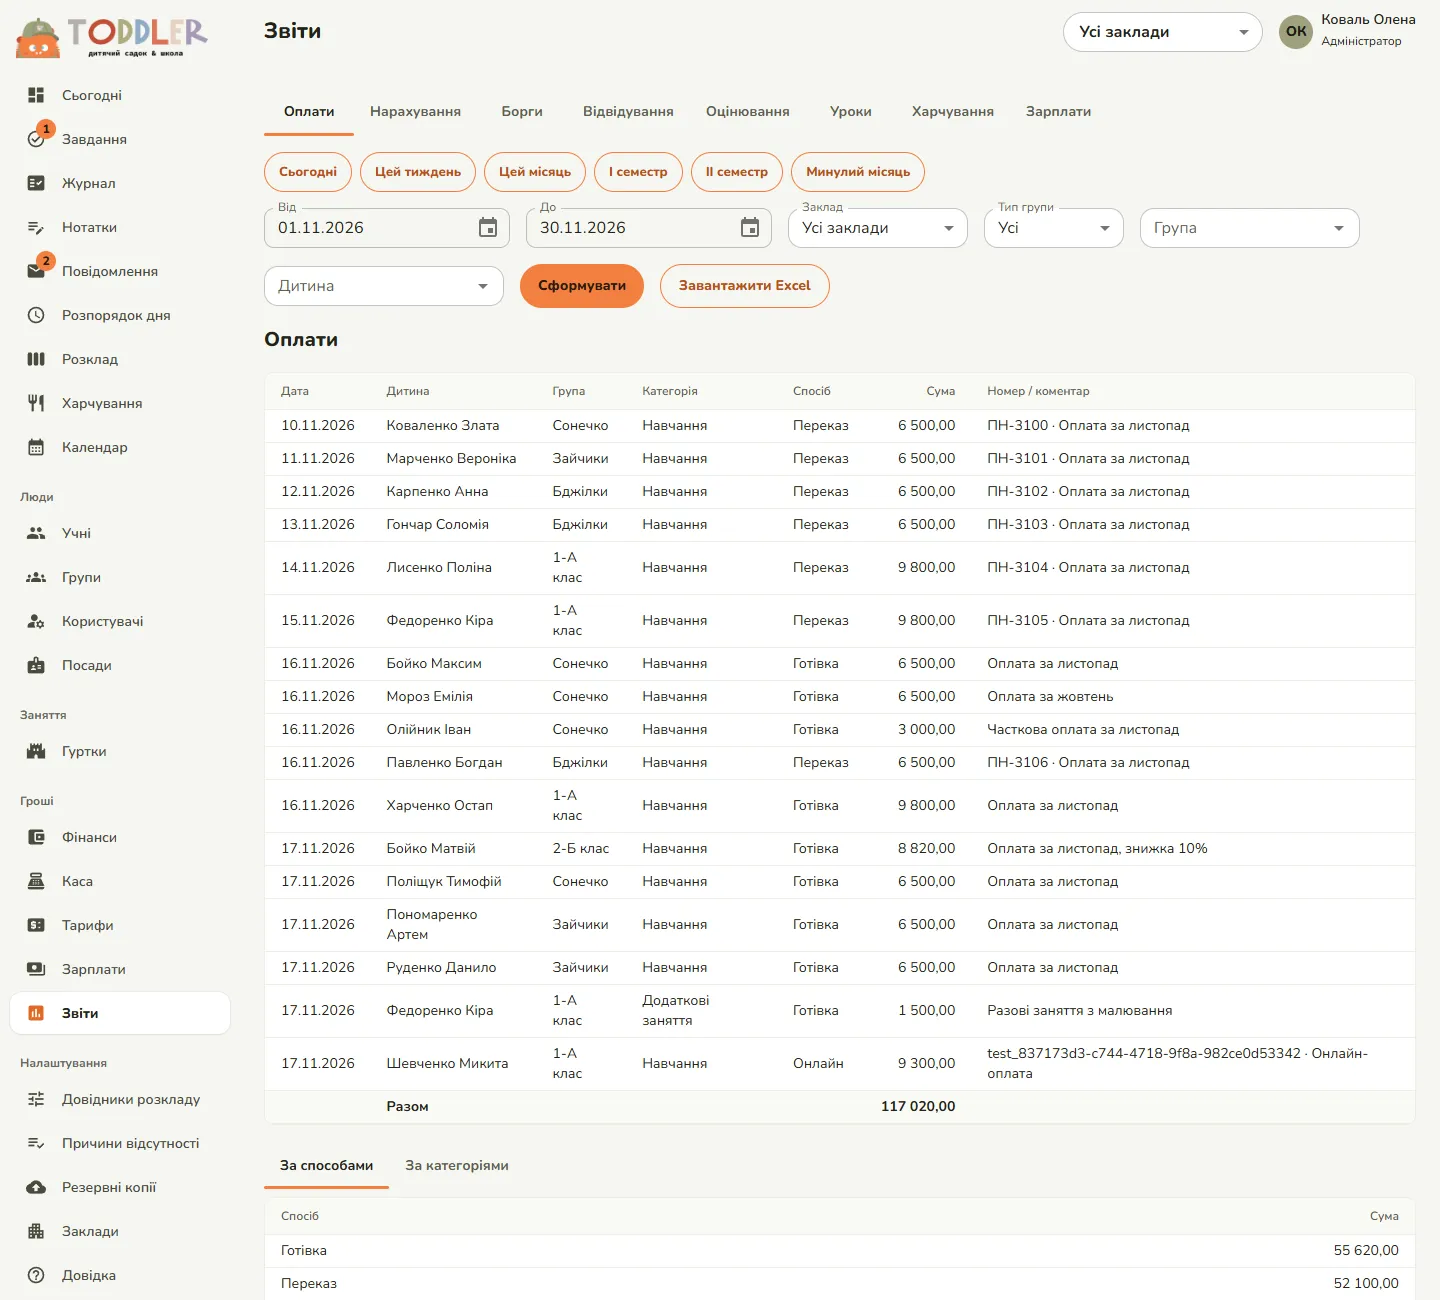 TODDLER
дитячий садок & школа
Звіти
Усі заклади
ОК
Коваль Олена
Адміністратор
Сьогодні
1
Завдання
Журнал
Нотатки
2
Повідомлення
Розпорядок дня
Розклад
Харчування
Календар
Люди
Учні
Групи
Користувачі
Посади
Заняття
Гуртки
Гроші
Фінанси
Каса
Тарифи
Зарплати
Звіти
Налаштування
Довідники розкладу
Причини відсутності
Резервні копії
Заклади
Довідка
Оплати Нарахування Борги Відвідування Оцінювання Уроки Харчування Зарплати
Сьогодні Цей тиждень Цей місяць І семестр ІІ семестр Минулий місяць
Від До Заклад Тип групи
01.11.2026 30.11.2026 Усі заклади Усі Група
Дитина Сформувати Завантажити Excel
Оплати
Дата Дитина Група Категорія Спосіб Сума Номер / коментар
10.11.2026 Коваленко Злата Сонечко Навчання Переказ 6 500,00 ПН-3100 · Оплата за листопад
11.11.2026 Марченко Вероніка Зайчики Навчання Переказ 6 500,00 ПН-3101 · Оплата за листопад
12.11.2026 Карпенко Анна Бджілки Навчання Переказ 6 500,00 ПН-3102 · Оплата за листопад
13.11.2026 Гончар Соломія Бджілки Навчання Переказ 6 500,00 ПН-3103 · Оплата за листопад
14.11.2026 Лисенко Поліна 1-А клас Навчання Переказ 9 800,00 ПН-3104 · Оплата за листопад
15.11.2026 Федоренко Кіра 1-А клас Навчання Переказ 9 800,00 ПН-3105 · Оплата за листопад
16.11.2026 Бойко Максим Сонечко Навчання Готівка 6 500,00 Оплата за листопад
16.11.2026 Мороз Емілія Сонечко Навчання Готівка 6 500,00 Оплата за жовтень
16.11.2026 Олійник Іван Сонечко Навчання Готівка 3 000,00 Часткова оплата за листопад
16.11.2026 Павленко Богдан Бджілки Навчання Переказ 6 500,00 ПН-3106 · Оплата за листопад
16.11.2026 Харченко Остап 1-А клас Навчання Готівка 9 800,00 Оплата за листопад
17.11.2026 Бойко Матвій 2-Б клас Навчання Готівка 8 820,00 Оплата за листопад, знижка 10%
17.11.2026 Поліщук Тимофій Сонечко Навчання Готівка 6 500,00 Оплата за листопад
17.11.2026 Пономаренко Артем Зайчики Навчання Готівка 6 500,00 Оплата за листопад
17.11.2026 Руденко Данило Зайчики Навчання Готівка 6 500,00 Оплата за листопад
17.11.2026 Федоренко Кіра 1-А клас Додаткові заняття Готівка 1 500,00 Разові заняття з малювання
17.11.2026 Шевченко Микита 1-А клас Навчання Онлайн 9 300,00 test_837173d3-c744-4718-9f8a-982ce0d53342 · Онлайн-
оплата
Разом 117 020,00
За способами За категоріями
Спосіб Сума
Готівка 55 620,00
Переказ 52 100,00